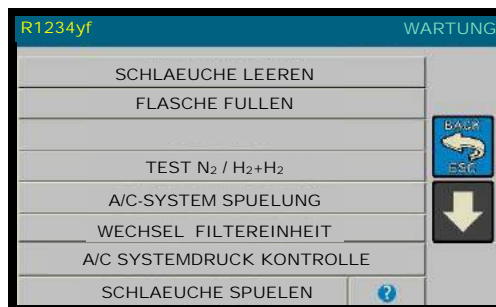 R1234yf WARTUNG
SCHLAEUCHE LEEREN
FLASCHE FULLEN
BACK
TEST N₂ / H₂+H₂
ESC
A/C-SYSTEM SPUELUNG
WECHSEL FILTEREINHEIT
A/C SYSTEMDRUCK KONTROLLE
SCHLAEUCHE SPUELEN ?